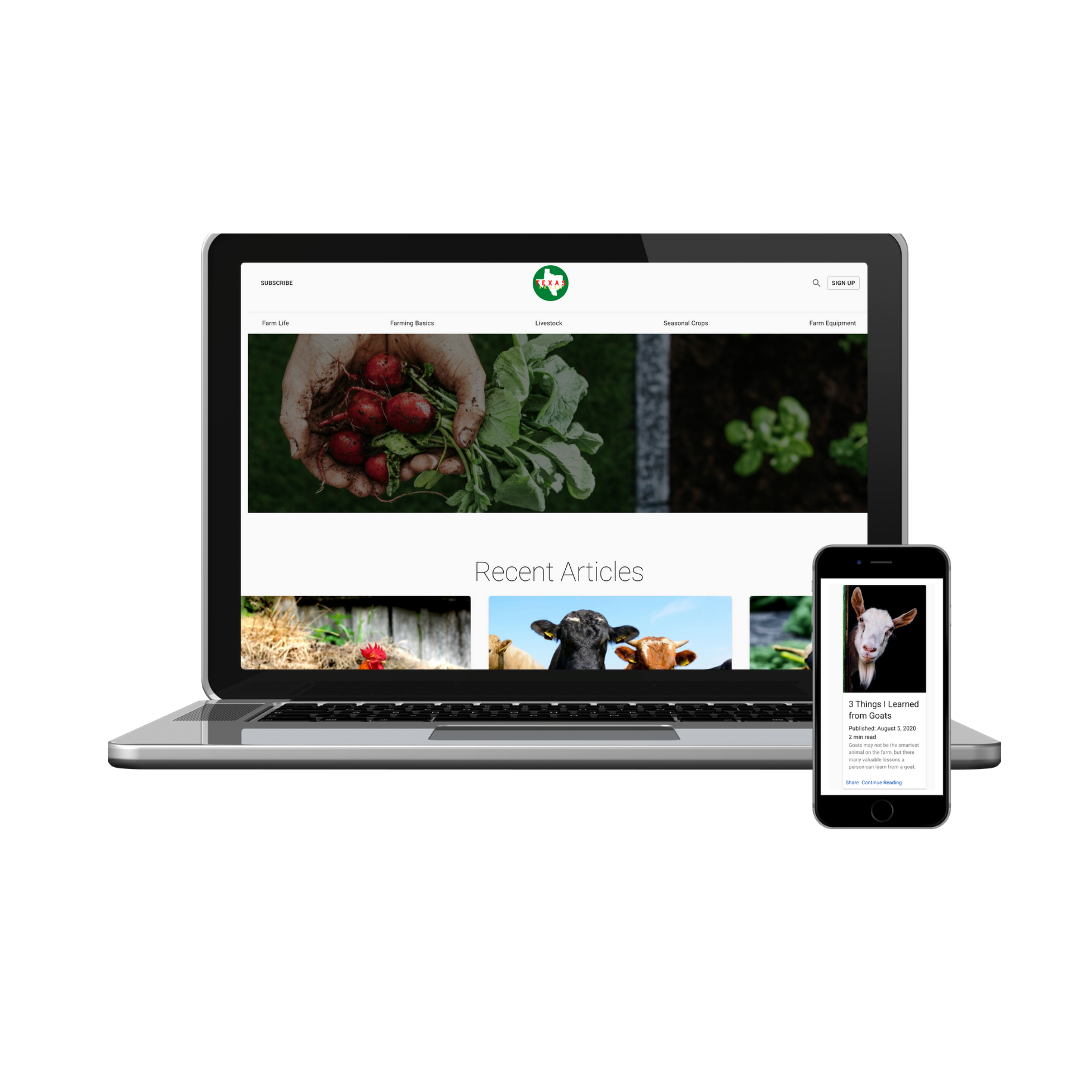 SUBSCRIBE
TEXAS
SIGN UP
Farm Life
Farming Basics
Livestock
Seasonal Crops
Farm Equipment
Recent Articles
3 Things I Learned
from Goats
Published: August 5, 2020
2 min read
Goats may not be the smartest
animal on the farm, but there
many valuable lessons a
person can learn from a goat.
Share Continue Reading